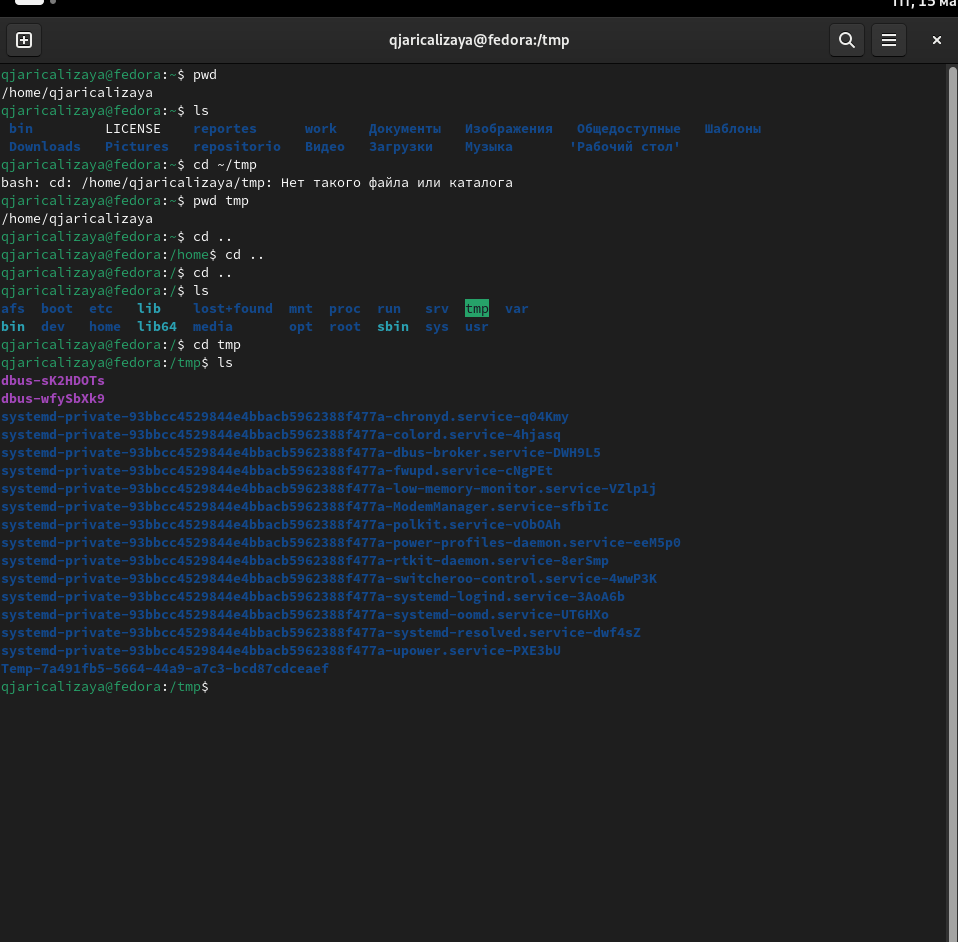 Пт, 15 ма
qjaricalizaya@fedora:/tmp
qjaricalizaya@fedora:~$ pwd
/home/qjaricalizaya
qjaricalizaya@fedora:~$ ls
bin LICENSE reportes work Документы Изображения Общедоступные Шаблоны
Downloads Pictures repositorio Видео Загрузки Музыка 'Рабочий стол'
qjaricalizaya@fedora:~$ cd ~/tmp
bash: cd: /home/qjaricalizaya/tmp: Нет такого файла или каталога
qjaricalizaya@fedora:~$ pwd tmp
/home/qjaricalizaya
qjaricalizaya@fedora:~$ cd ..
qjaricalizaya@fedora:/home$ cd ..
qjaricalizaya@fedora:/$ cd ..
qjaricalizaya@fedora:/$ ls
afs boot etc lib lost+found mnt proc run srv tmp var
bin dev home lib64 media opt root sbin sys usr
qjaricalizaya@fedora:/$ cd tmp
qjaricalizaya@fedora:/tmp$ ls
dbus-sK2HDOTs
dbus-wfySbXk9
systemd-private-93bbcc4529844e4bbacb5962388f477a-chronyd.service-q04Kmy
systemd-private-93bbcc4529844e4bbacb5962388f477a-colord.service-4hjasq
systemd-private-93bbcc4529844e4bbacb5962388f477a-dbus-broker.service-DWH9L5
systemd-private-93bbcc4529844e4bbacb5962388f477a-fwupd.service-cNgPEt
systemd-private-93bbcc4529844e4bbacb5962388f477a-low-memory-monitor.service-VZlp1j
systemd-private-93bbcc4529844e4bbacb5962388f477a-ModemManager.service-sfbiIc
systemd-private-93bbcc4529844e4bbacb5962388f477a-polkit.service-vObOAh
systemd-private-93bbcc4529844e4bbacb5962388f477a-power-profiles-daemon.service-eeM5p0
systemd-private-93bbcc4529844e4bbacb5962388f477a-rtkit-daemon.service-8erSmp
systemd-private-93bbcc4529844e4bbacb5962388f477a-switcheroo-control.service-4wwP3K
systemd-private-93bbcc4529844e4bbacb5962388f477a-systemd-logind.service-3AoA6b
systemd-private-93bbcc4529844e4bbacb5962388f477a-systemd-oomd.service-UT6HXo
systemd-private-93bbcc4529844e4bbacb5962388f477a-systemd-resolved.service-dwf4sZ
systemd-private-93bbcc4529844e4bbacb5962388f477a-upower.service-PXE3bU
Temp-7a491fb5-5664-44a9-a7c3-bcd87cdceaef
qjaricalizaya@fedora:/tmp$